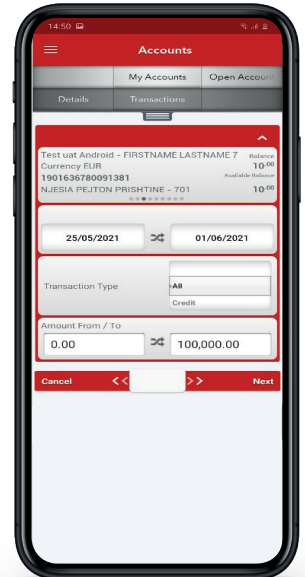 14:50
Accounts
My Accounts Open Accoun
Details Transactions
Test uat Android - FIRSTNAME LASTNAME 7 Balance
Currency EUR 10.00
1901636780091381 Available Balance
NJESIA PEJTON PRISHTINE - 701 10.00
25/05/2021 01/06/2021
Transaction Type All
Credit
Amount From / To
0.00 100,000.00
Cancel << >> Next